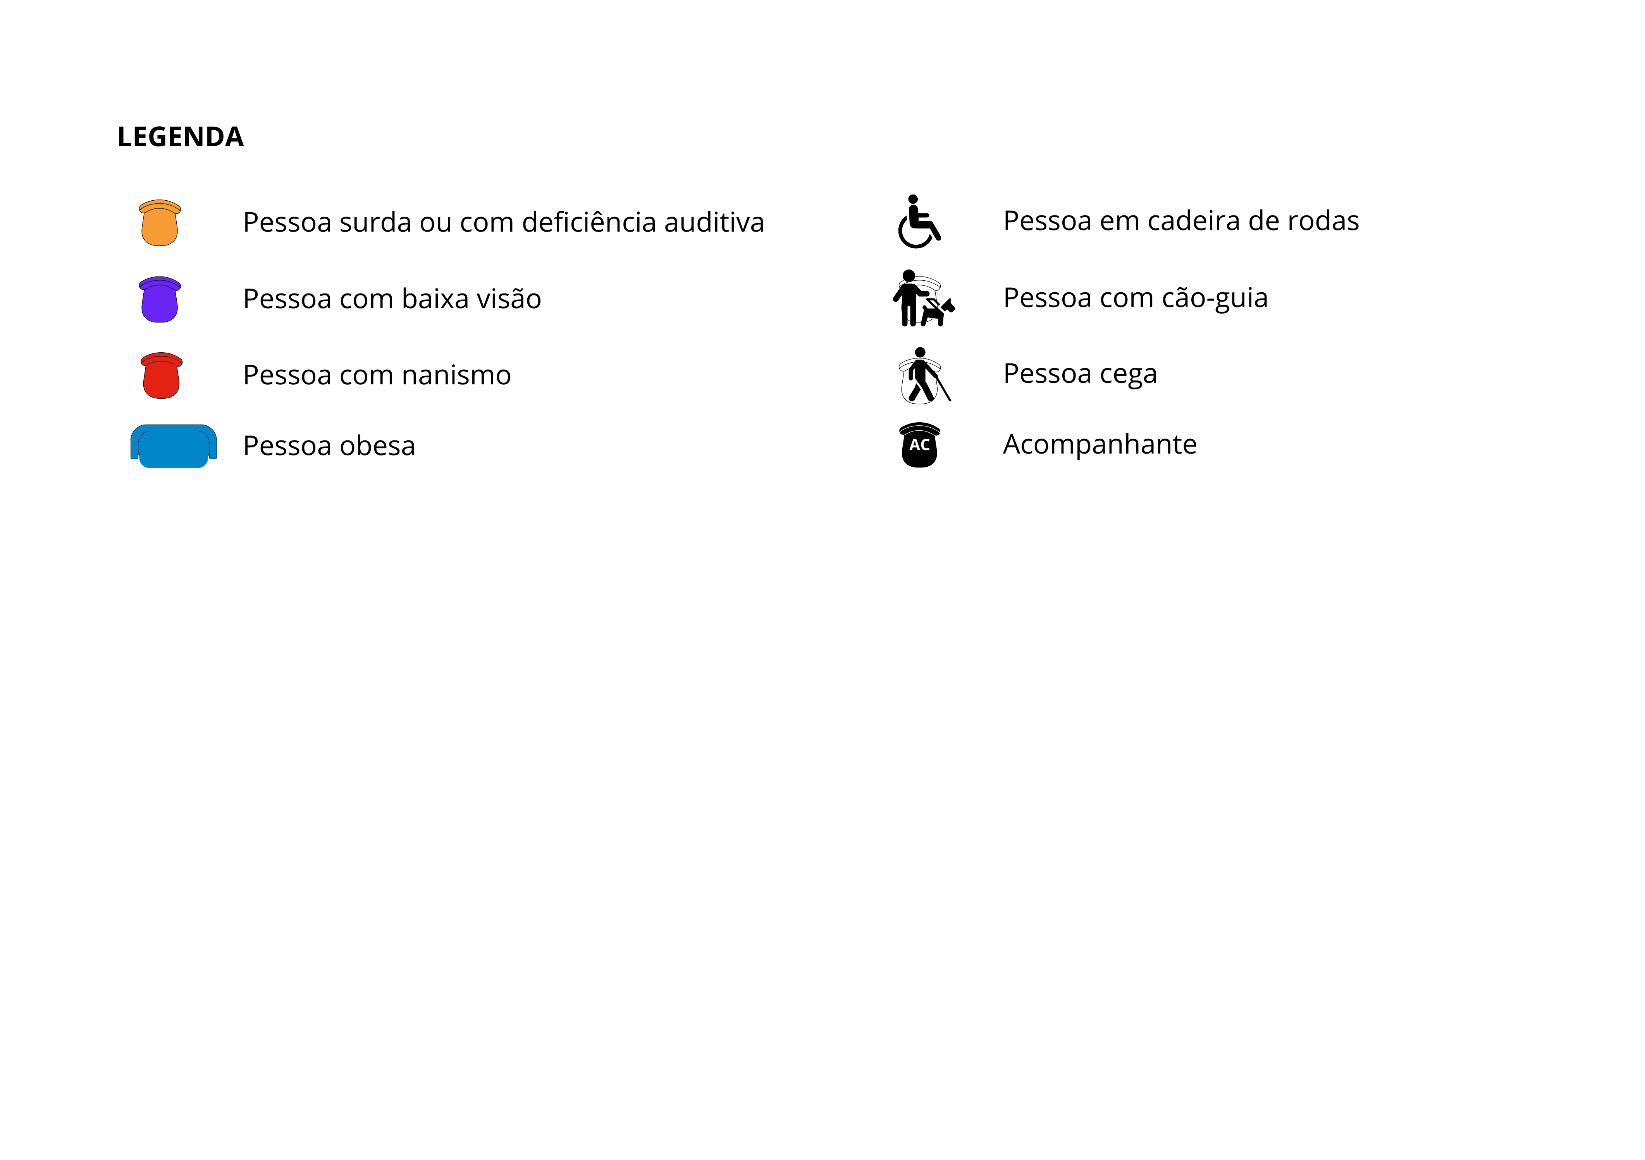 LEGENDA
Pessoa surda ou com deficiência auditiva
Pessoa com baixa visão
Pessoa com nanismo
Pessoa obesa
Pessoa em cadeira de rodas
Pessoa com cão-guia
Pessoa cega
AC
Acompanhante